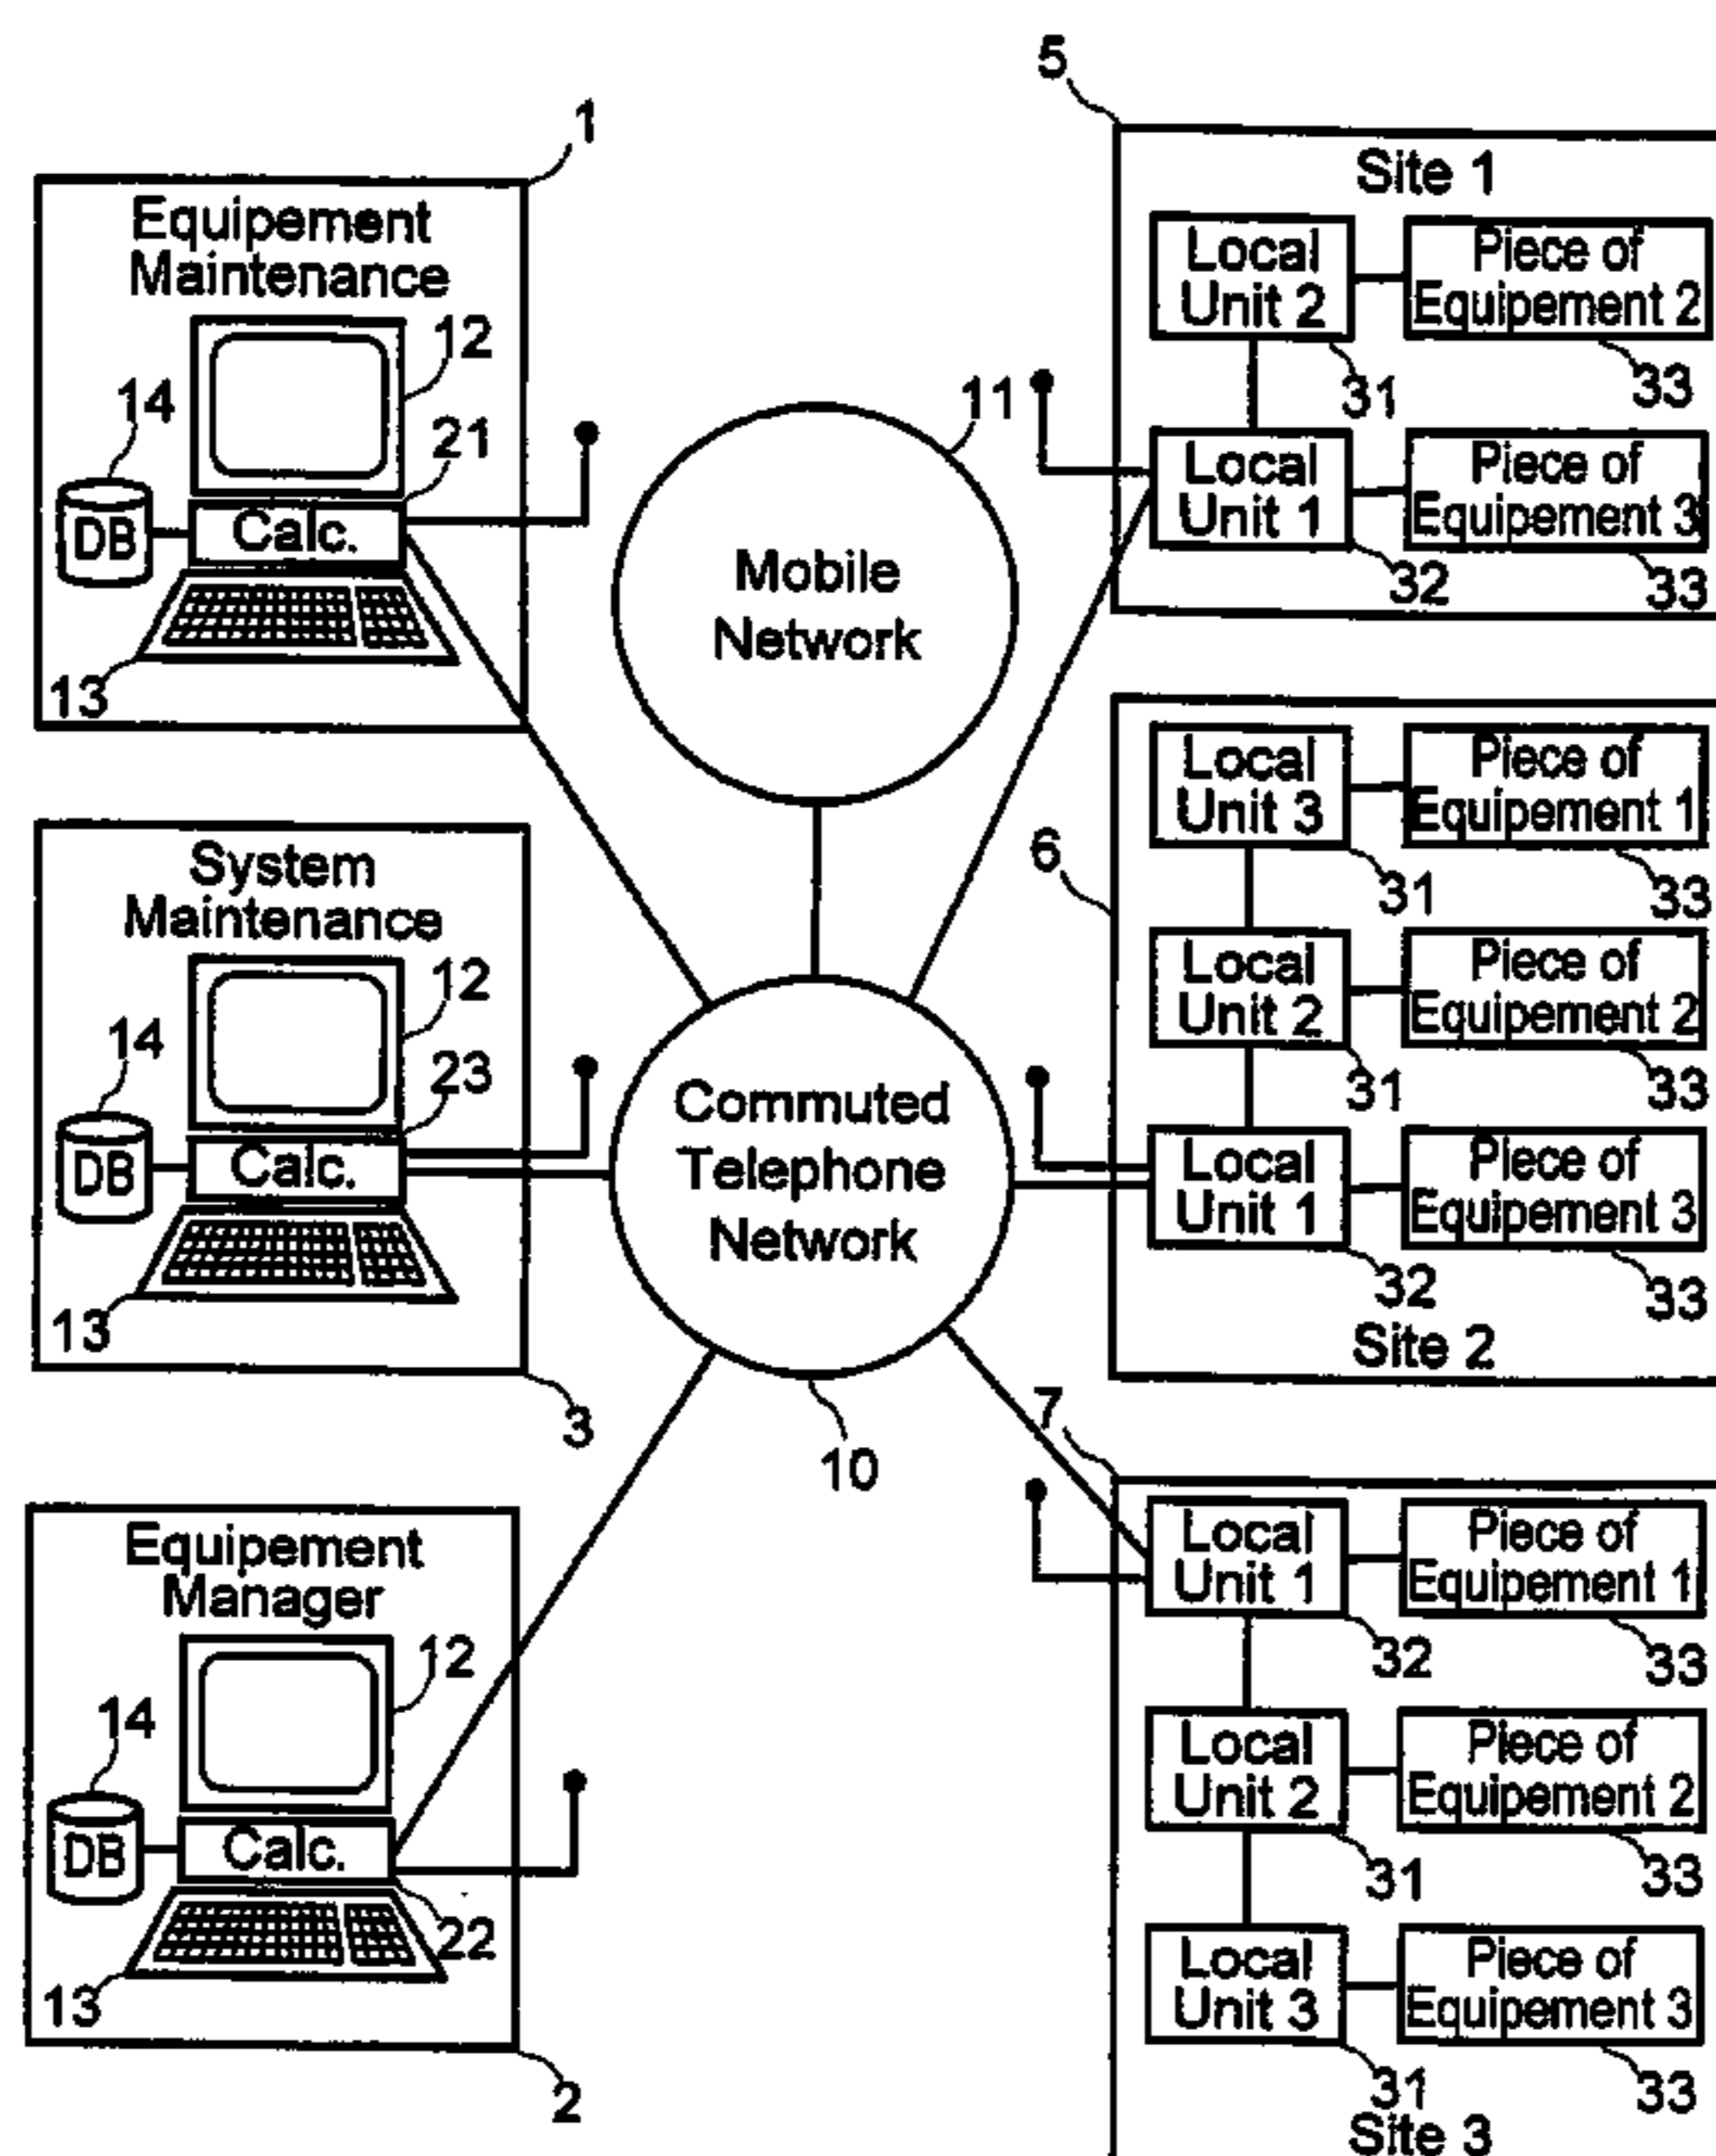 1
Equipement
Maintenance
12
14
21
DB
Calc.
13
System
Maintenance
12
14
23
DB
Calc.
13
3
Equipement
Manager
12
14
DB
Calc.
22
13
2
11
Mobile
Network
Commuted
Telephone
Network
10
5
Site 1
Local
Unit 2
Piece of
Equipement 2
31
33
Local
Unit 1
Piece of
Equipement 3
32
33
6
Local
Unit 3
Piece of
Equipement 1
31
33
Local
Unit 2
Piece of
Equipement 2
31
33
Local
Unit 1
Piece of
Equipement 3
32
33
Site 2
7
Local
Unit 1
Piece of
Equipement 1
32
33
Local
Unit 2
Piece of
Equipement 2
31
33
Local
Unit 3
Piece of
Equipement 3
31
33
Site 3